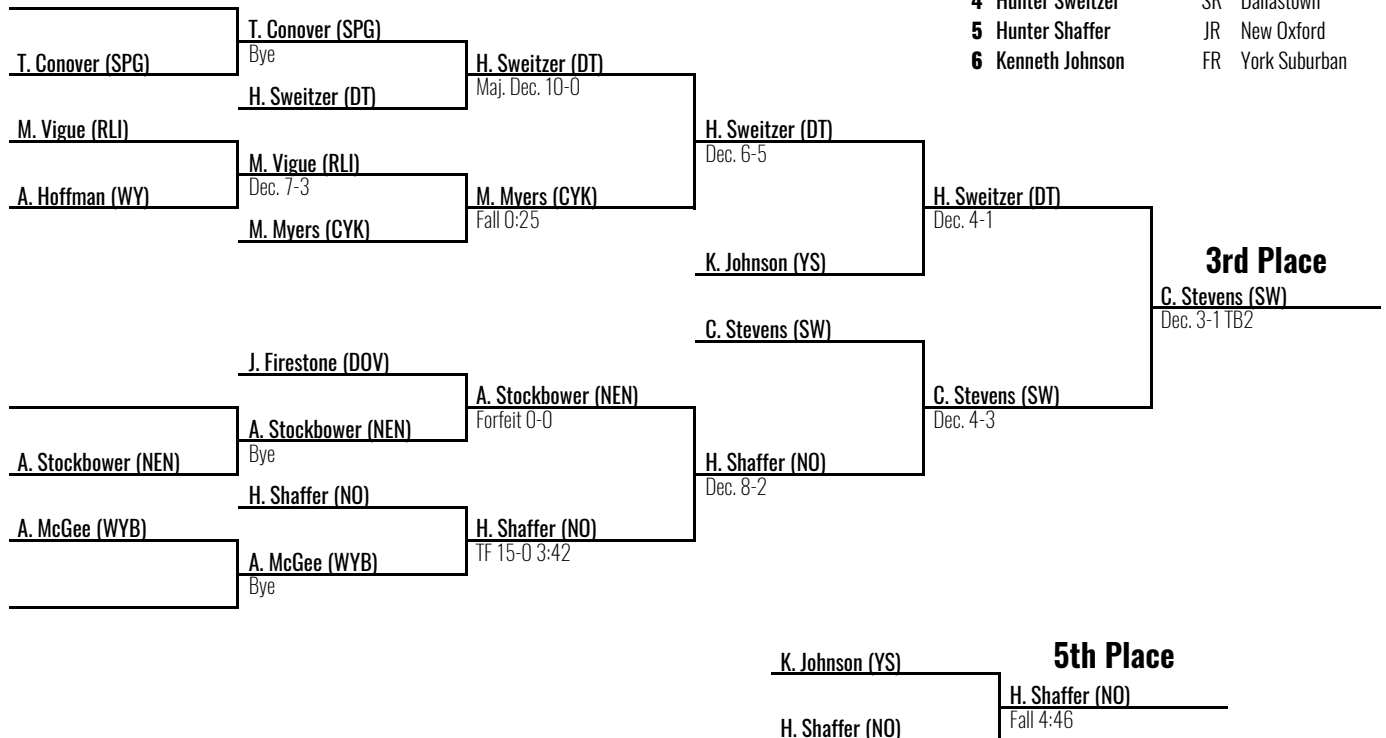 4 Hunter Sweitzer SR Dallastown
5 Hunter Shaffer JR New Oxford
6 Kenneth Johnson FR York Suburban
T. Conover (SPG)
Bye
T. Conover (SPG)
H. Sweitzer (DT)
Maj. Dec. 10-0
H. Sweitzer (DT)
M. Vigue (RLI)
H. Sweitzer (DT)
Dec. 6-5
M. Vigue (RLI)
Dec. 7-3
A. Hoffman (WY)
M. Myers (CYK)
Fall 0:25
H. Sweitzer (DT)
Dec. 4-1
M. Myers (CYK)
K. Johnson (YS)
3rd Place
C. Stevens (SW)
Dec. 3-1 TB2
C. Stevens (SW)
J. Firestone (DOV)
A. Stockbower (NEN)
Forfeit 0-0
C. Stevens (SW)
Dec. 4-3
A. Stockbower (NEN)
Bye
A. Stockbower (NEN)
H. Shaffer (NO)
Dec. 8-2
H. Shaffer (NO)
A. McGee (WYB)
H. Shaffer (NO)
TF 15-0 3:42
A. McGee (WYB)
Bye
5th Place
K. Johnson (YS)
H. Shaffer (NO)
Fall 4:46
H. Shaffer (NO)